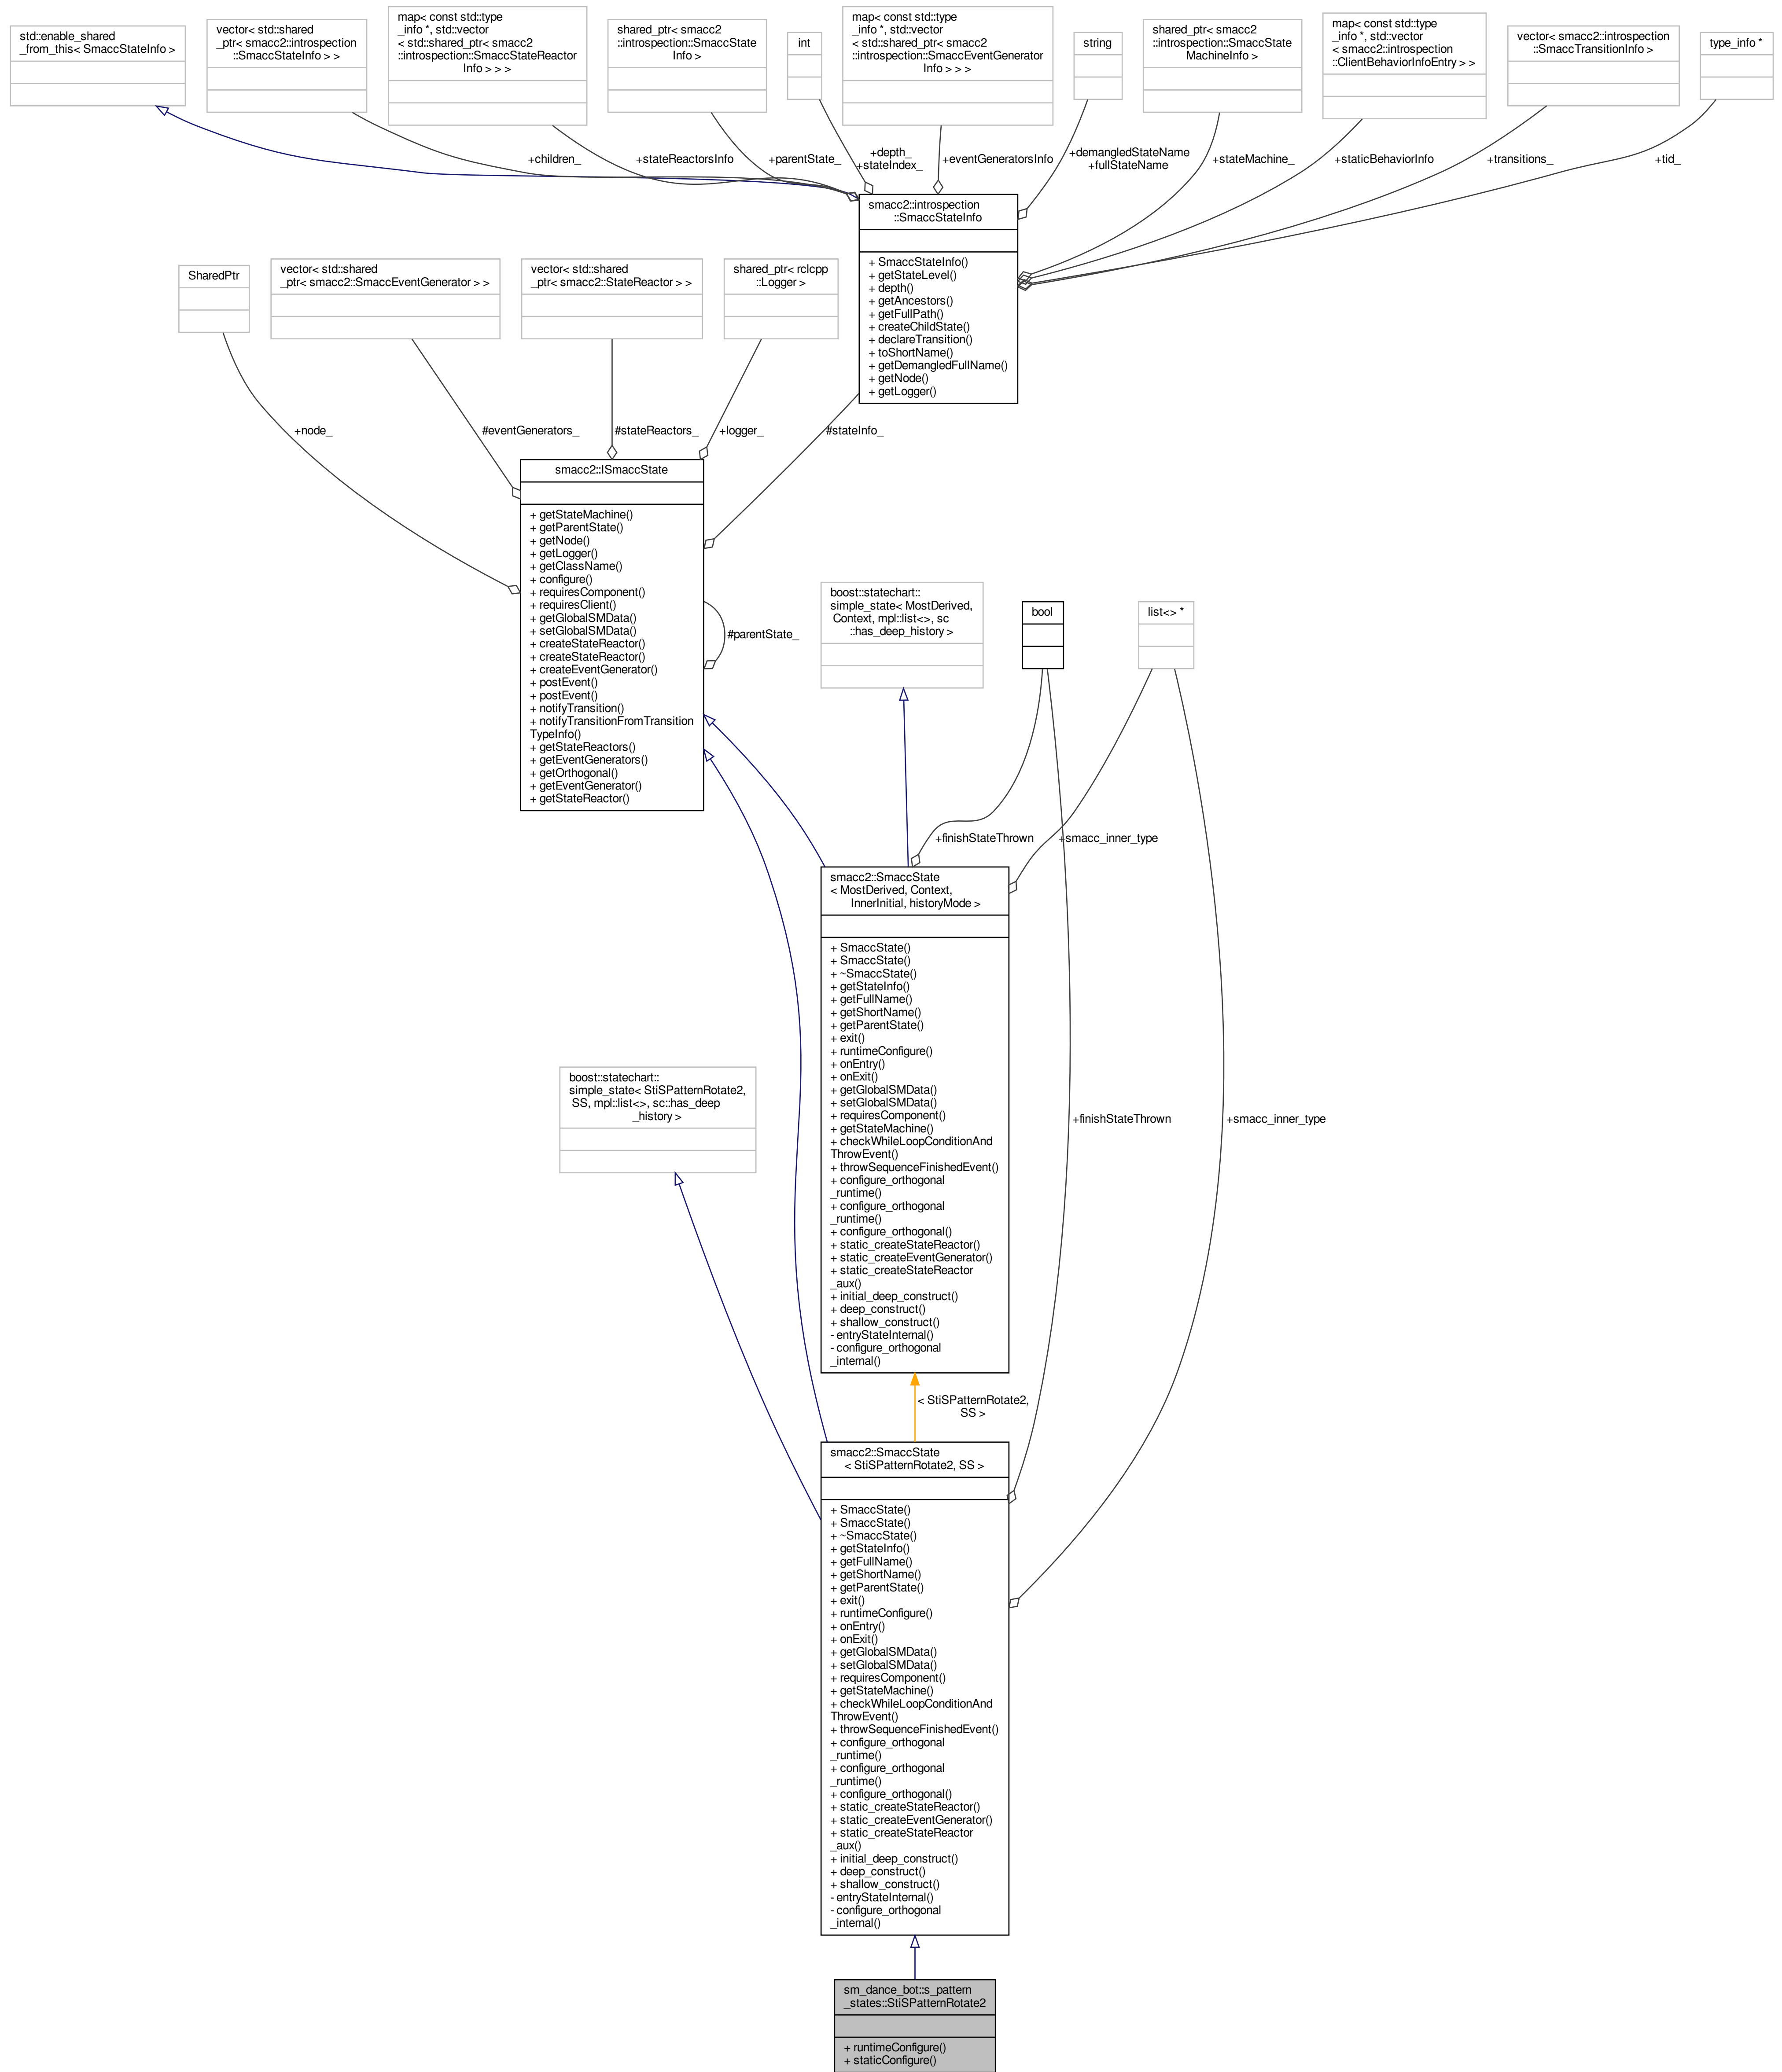 std::enable_shared
_from_this< SmaccStateInfo >
vector< std::shared
_ptr< smacc2::introspection
::SmaccStateInfo > >
map< const std::type
_info *, std::vector
< std::shared_ptr< smacc2
::introspection::SmaccStateReactor
Info > > >
shared_ptr< smacc2
::introspection::SmaccState
Info >
int
map< const std::type
_info *, std::vector
< std::shared_ptr< smacc2
::introspection::SmaccEventGenerator
Info > > >
string
shared_ptr< smacc2
::introspection::SmaccState
MachineInfo >
map< const std::type
_info *, std::vector
< smacc2::introspection
::ClientBehaviorInfoEntry > >
vector< smacc2::introspection
::SmaccTransitionInfo >
type_info *
+children_
+stateReactorsInfo
+parentState_
+depth_
+stateIndex_
+eventGeneratorsInfo
+demangledStateName
+fullStateName
+stateMachine_
+staticBehaviorInfo
+transitions_
+tid_
smacc2::introspection
::SmaccStateInfo
+ SmaccStateInfo()
+ getStateLevel()
+ depth()
+ getAncestors()
+ getFullPath()
+ createChildState()
+ declareTransition()
+ toShortName()
+ getDemangledFullName()
+ getNode()
+ getLogger()
SharedPtr
vector< std::shared
_ptr< smacc2::SmaccEventGenerator > >
vector< std::shared
_ptr< smacc2::StateReactor > >
shared_ptr< rclcpp
::Logger >
+node_
#eventGenerators_
#stateReactors_
+logger_
#stateInfo_
smacc2::ISmaccState
+ getStateMachine()
+ getParentState()
+ getNode()
+ getLogger()
+ getClassName()
+ configure()
+ requiresComponent()
+ requiresClient()
+ getGlobalSMData()
+ setGlobalSMData()
+ createStateReactor()
+ createStateReactor()
+ createEventGenerator()
+ postEvent()
+ postEvent()
+ notifyTransition()
+ notifyTransitionFromTransition
TypeInfo()
+ getStateReactors()
+ getEventGenerators()
+ getOrthogonal()
+ getEventGenerator()
+ getStateReactor()
#parentState_
boost::statechart::
simple_state< MostDerived,
Context, mpl::list<>, sc
::has_deep_history >
bool
list<> *
+finishStateThrown
+smacc_inner_type
smacc2::SmaccState
< MostDerived, Context,
InnerInitial, historyMode >
+ SmaccState()
+ SmaccState()
+ ~SmaccState()
+ getStateInfo()
+ getFullName()
+ getShortName()
+ getParentState()
+ exit()
+ runtimeConfigure()
+ onEntry()
+ onExit()
+ getGlobalSMData()
+ setGlobalSMData()
+ requiresComponent()
+ getStateMachine()
+ checkWhileLoopConditionAnd
ThrowEvent()
+ throwSequenceFinishedEvent()
+ configure_orthogonal
_runtime()
+ configure_orthogonal
_runtime()
+ configure_orthogonal()
+ static_createStateReactor()
+ static_createEventGenerator()
+ static_createStateReactor
_aux()
+ initial_deep_construct()
+ deep_construct()
+ shallow_construct()
- entryStateInternal()
- configure_orthogonal
_internal()
boost::statechart::
simple_state< StiSPatternRotate2,
SS, mpl::list<>, sc::has_deep
_history >
+finishStateThrown
+smacc_inner_type
< StiSPatternRotate2,
SS >
smacc2::SmaccState
< StiSPatternRotate2, SS >
+ SmaccState()
+ SmaccState()
+ ~SmaccState()
+ getStateInfo()
+ getFullName()
+ getShortName()
+ getParentState()
+ exit()
+ runtimeConfigure()
+ onEntry()
+ onExit()
+ getGlobalSMData()
+ setGlobalSMData()
+ requiresComponent()
+ getStateMachine()
+ checkWhileLoopConditionAnd
ThrowEvent()
+ throwSequenceFinishedEvent()
+ configure_orthogonal
_runtime()
+ configure_orthogonal
_runtime()
+ configure_orthogonal()
+ static_createStateReactor()
+ static_createEventGenerator()
+ static_createStateReactor
_aux()
+ initial_deep_construct()
+ deep_construct()
+ shallow_construct()
- entryStateInternal()
- configure_orthogonal
_internal()
sm_dance_bot::s_pattern
_states::StiSPatternRotate2
+ runtimeConfigure()
+ staticConfigure()